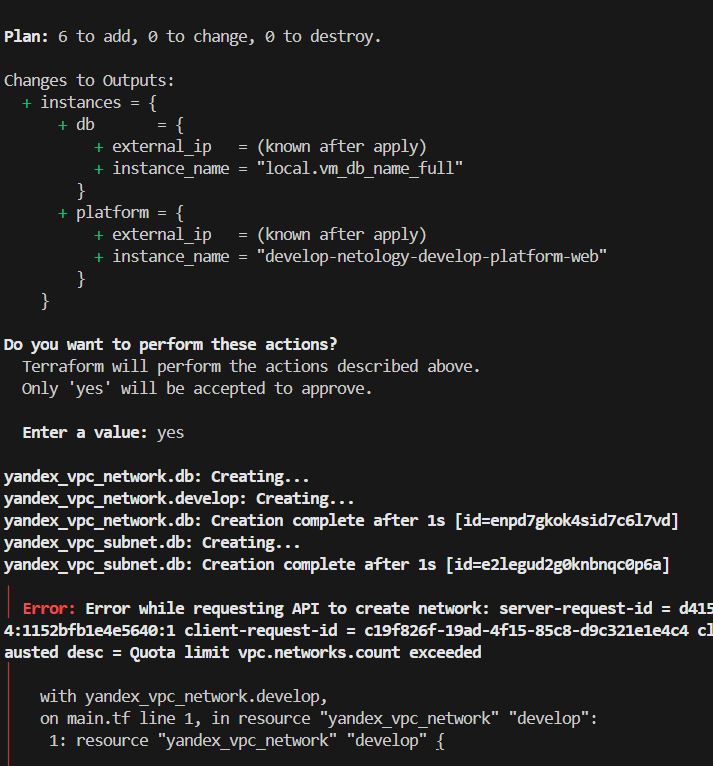 Plan: 6 to add, 0 to change, 0 to destroy.
Changes to Outputs:
+ instances = {
+ db       = {
+ external_ip   = (known after apply)
+ instance_name = "local.vm_db_name_full"
}
+ platform = {
+ external_ip   = (known after apply)
+ instance_name = "develop-netology-develop-platform-web"
}
}
Do you want to perform these actions?
Terraform will perform the actions described above.
Only 'yes' will be accepted to approve.
Enter a value: yes
yandex_vpc_network.db: Creating...
yandex_vpc_network.develop: Creating...
yandex_vpc_network.db: Creation complete after 1s [id=enpd7gkok4sid7c6l7vd]
yandex_vpc_subnet.db: Creating...
yandex_vpc_subnet.db: Creation complete after 1s [id=e2legud2g0knbnqc0p6a]
Error: Error while requesting API to create network: server-request-id = d415
4:1152bfb1e4e5640:1 client-request-id = c19f826f-19ad-4f15-85c8-d9c321e1e4c4 cl
austed desc = Quota limit vpc.networks.count exceeded
with yandex_vpc_network.develop,
on main.tf line 1, in resource "yandex_vpc_network" "develop":
1: resource "yandex_vpc_network" "develop" {